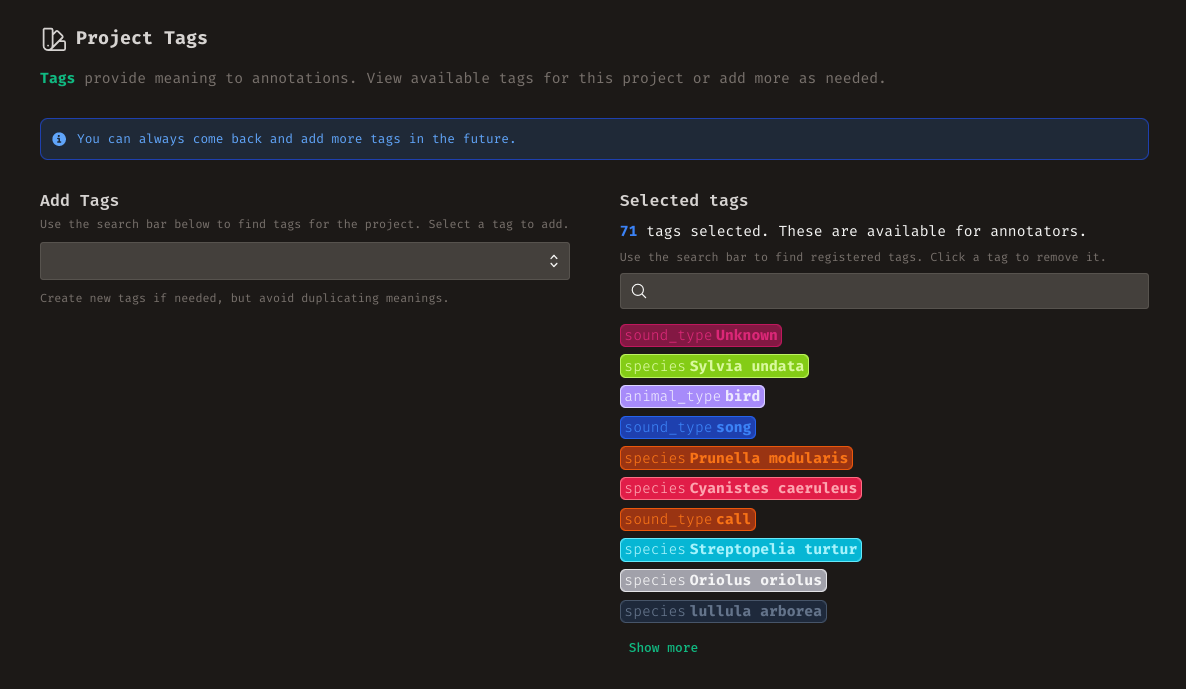 Project Tags
Tags provide meaning to annotations. View available tags for this project or add more as needed.
You can always come back and add more tags in the future.
Add Tags
Use the search bar below to find tags for the project. Select a tag to add.
Create new tags if needed, but avoid duplicating meanings.
Selected tags
71 tags selected. These are available for annotators.
Use the search bar to find registered tags. Click a tag to remove it.
sound_type Unknown
species Sylvia undata
animal_type bird
sound_type song
species Prunella modularis
species Cyanistes caeruleus
sound_type call
species Streptopelia turtur
species Oriolus oriolus
species lullula arborea
Show more